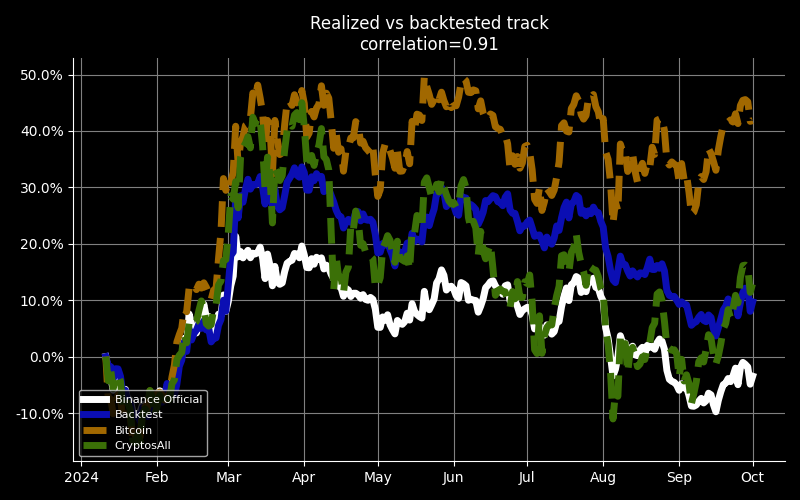 Realized vs backtested track
correlation=0.91
50.0%
40.0%
30.0%
20.0%
10.0%
0.0%
-10.0%
Binance Official
Backtest
Bitcoin
CryptosAll
2024 Feb Mar Apr May Jun Jul Aug Sep Oct